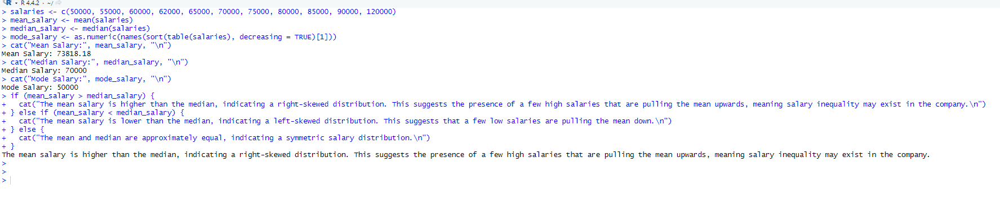 R R 4.4.2 · ~/
> salaries <- c(50000, 55000, 60000, 62000, 65000, 70000, 75000, 80000, 85000, 90000, 120000)
> mean_salary <- mean(salaries)
> median_salary <- median(salaries)
> mode_salary <- as.numeric(names(sort(table(salaries), decreasing = TRUE)[1]))
> cat("Mean Salary:", mean_salary, "\n")
Mean Salary: 73818.18
> cat("Median Salary:", median_salary, "\n")
Median Salary: 70000
> cat("Mode Salary:", mode_salary, "\n")
Mode Salary: 50000
> if (mean_salary > median_salary) {
+   cat("The mean salary is higher than the median, indicating a right-skewed distribution. This suggests the presence of a few high salaries that are pulling the mean upwards, meaning salary inequality may exist in the company.\n")
+ } else if (mean_salary < median_salary) {
+   cat("The mean salary is lower than the median, indicating a left-skewed distribution. This suggests that a few low salaries are pulling the mean down.\n")
+ } else {
+   cat("The mean and median are approximately equal, indicating a symmetric salary distribution.\n")
+ }
The mean salary is higher than the median, indicating a right-skewed distribution. This suggests the presence of a few high salaries that are pulling the mean upwards, meaning salary inequality may exist in the company.
>
>
>